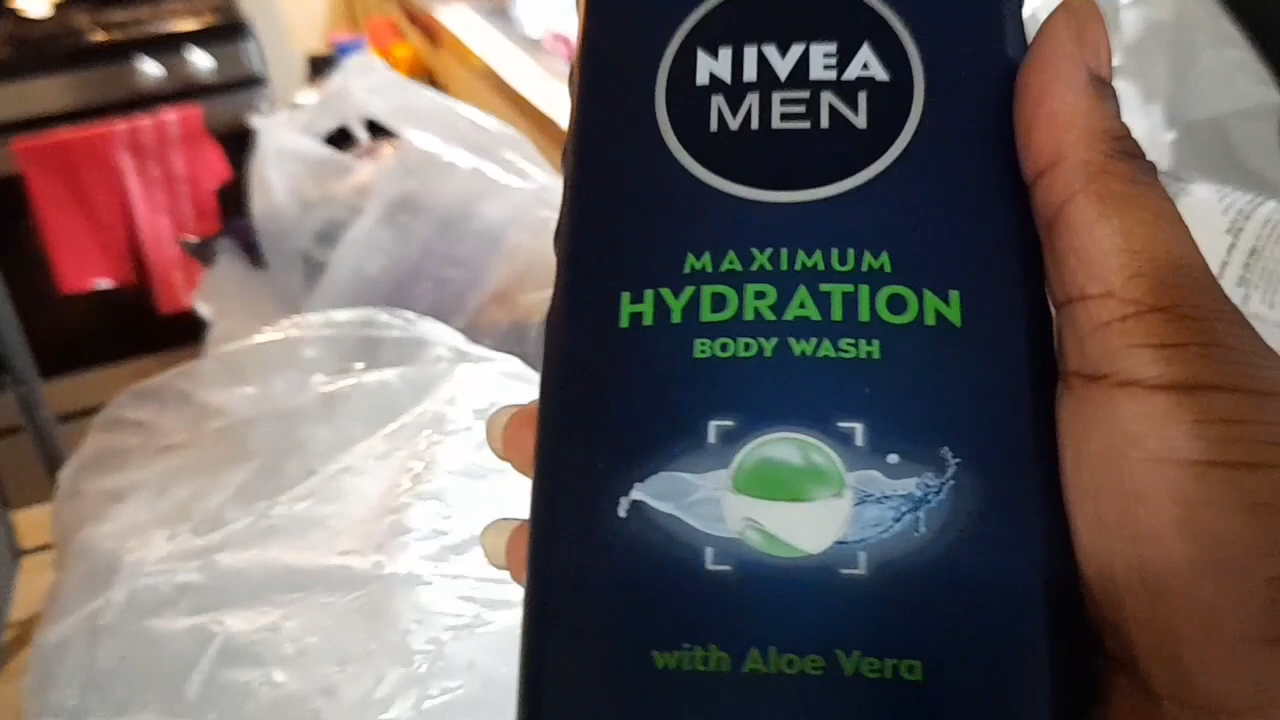 NIVEA
MEN
MAXIMUM
HYDRATION
BODY WASH
with Aloe Vera